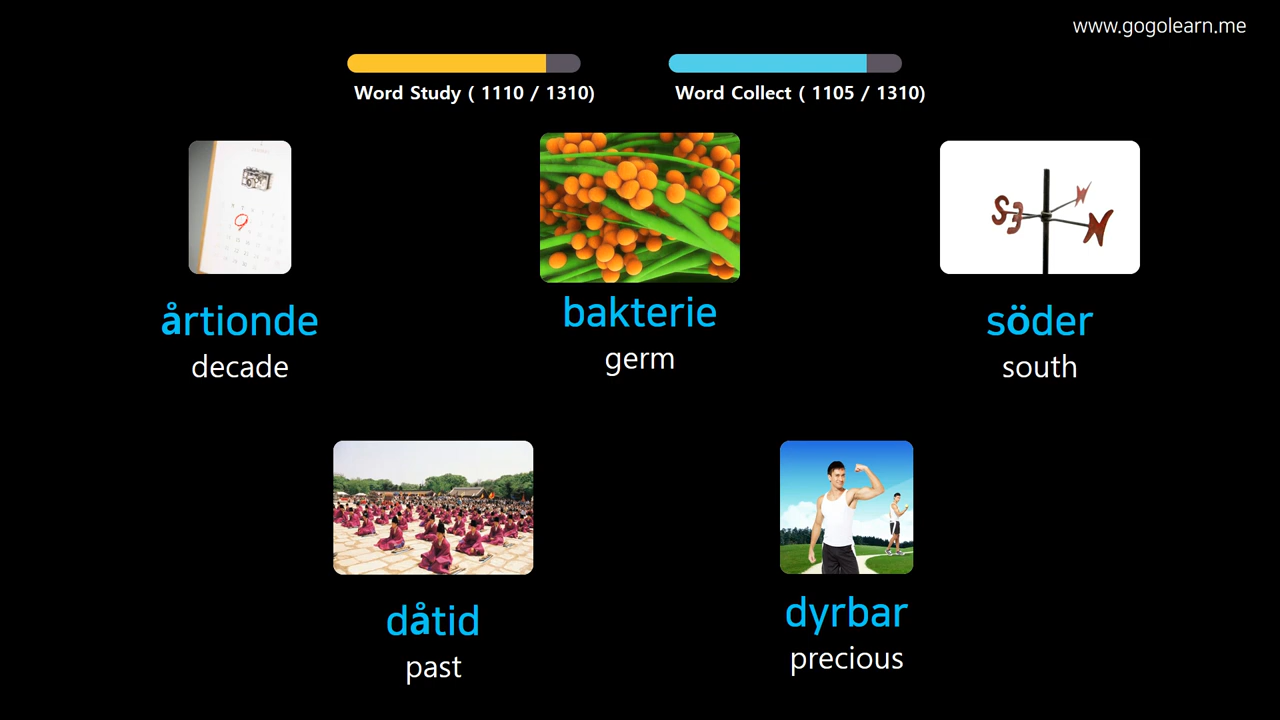 www.gogolearn.me
Word Study ( 1110 / 1310)
Word Collect ( 1105 / 1310)
årtionde
decade
bakterie
germ
söder
south
dåtid
past
dyrbar
precious